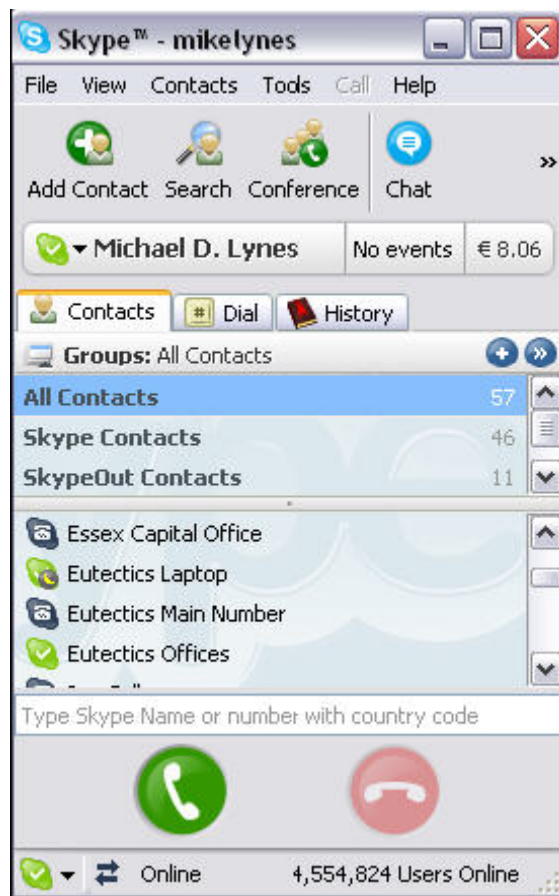 Skype™ - mikelynes
File View Contacts Tools Call Help
Add Contact Search Conference Chat »
Michael D. Lynes No events € 8.06
Contacts # Dial History
Groups: All Contacts
All Contacts 57
Skype Contacts 46
SkypeOut Contacts 11
Essex Capital Office
Eutectics Laptop
Eutectics Main Number
Eutectics Offices
Type Skype Name or number with country code
Online 4,554,824 Users Online